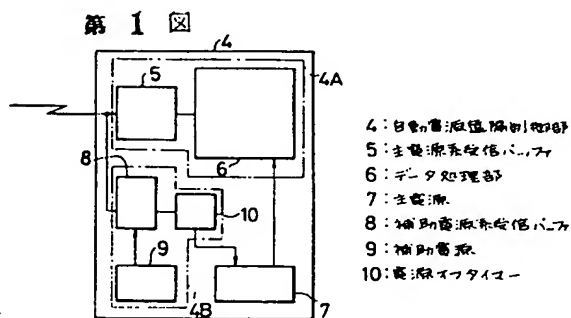 第1図
4
4A
5
8
6
10
9
4B
7
4:自動電源遠隔制御部
5:主電源系受信バッファ
6:データ処理部
7:主電源
8:補助電源系受信バッファ
9:補助電源
10:電源オフタイマー